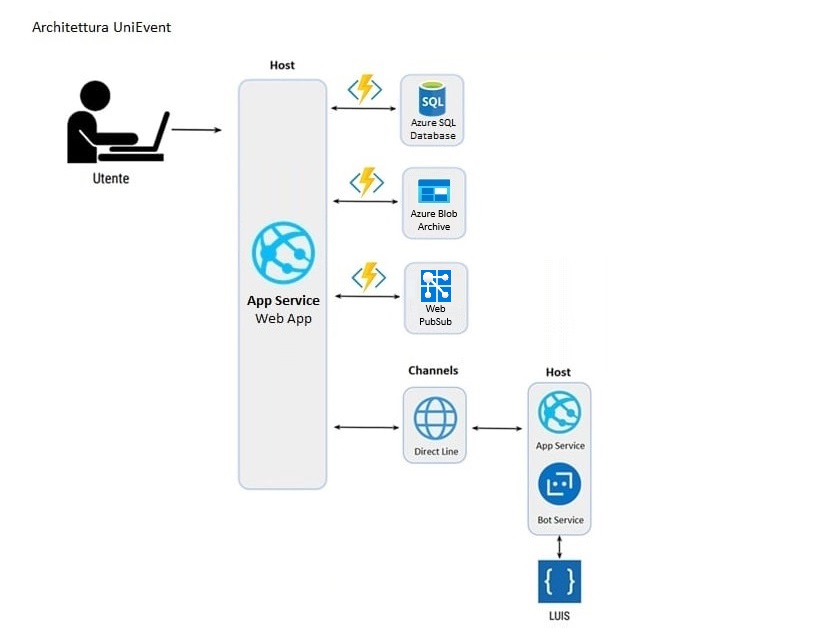 Architettura UniEvent
Host
SQL
Azure SQL
Database
Utente
Azure Blob
Archive
App Service
Web App
Web
PubSub
Channels
Host
Direct Line
App Service
Bot Service
{ }
LUIS